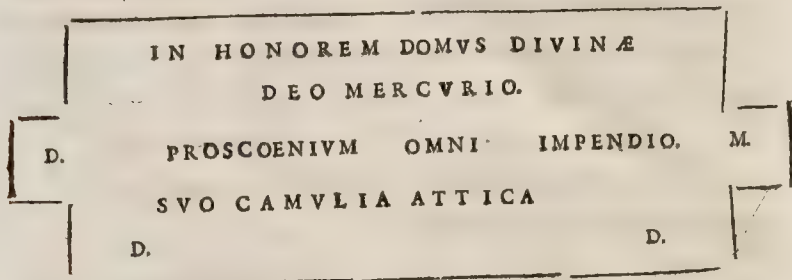 IN HONOREM DOMVS DIVINÆ
DEO MERCVRIO.
D. PROSCOENIVM OMNI IMPENDIO. M.
SVO CAMVLIA ATTICA
D. D.